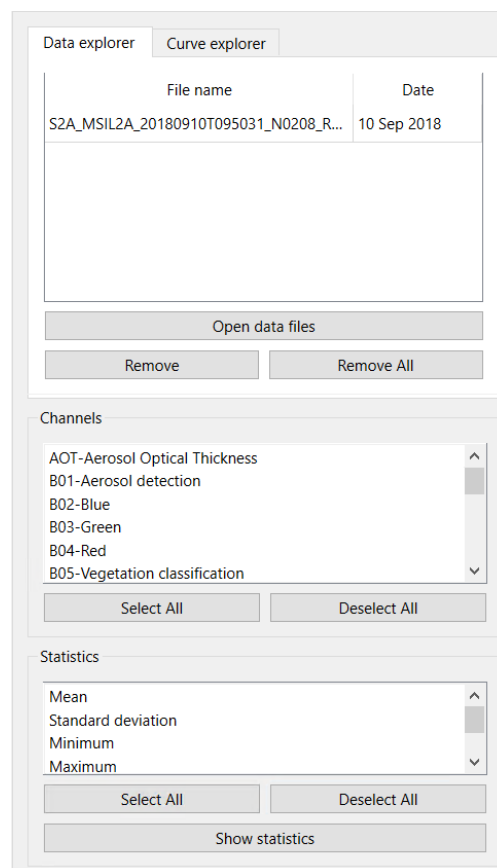 Data explorer Curve explorer
File name Date
S2A_MSIL2A_20180910T095031_N0208_R... 10 Sep 2018
Open data files
Remove Remove All
Channels
AOT-Aerosol Optical Thickness
B01-Aerosol detection
B02-Blue
B03-Green
B04-Red
B05-Vegetation classification
Select All Deselect All
Statistics
Mean
Standard deviation
Minimum
Maximum
Select All Deselect All
Show statistics